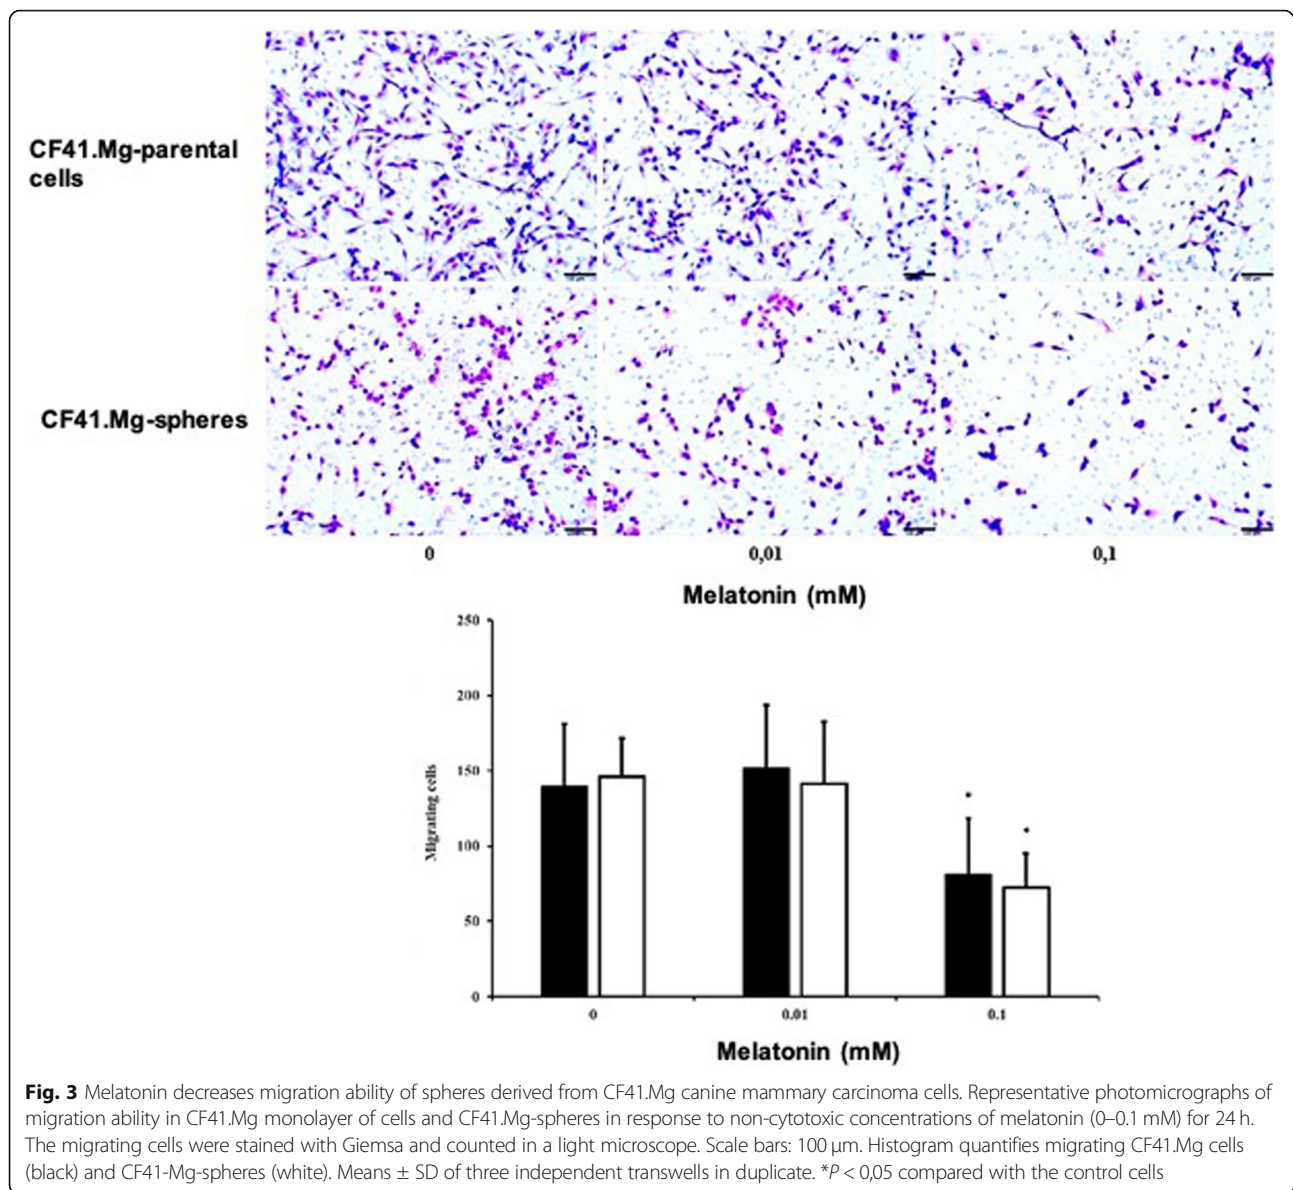 CF41.Mg-parental
cells
CF41.Mg-spheres
0 0,01 0,1
Melatonin (mM)
250
200
150
100
50
0
Migrating cells
* *
0 0.01 0.1
Melatonin (mM)
Fig. 3 Melatonin decreases migration ability of spheres derived from CF41.Mg canine mammary carcinoma cells. Representative photomicrographs of
migration ability in CF41.Mg monolayer of cells and CF41.Mg-spheres in response to non-cytotoxic concentrations of melatonin (0–0.1 mM) for 24 h.
The migrating cells were stained with Giemsa and counted in a light microscope. Scale bars: 100 μm. Histogram quantifies migrating CF41.Mg cells
(black) and CF41-Mg-spheres (white). Means ± SD of three independent transwells in duplicate. *P < 0,05 compared with the control cells